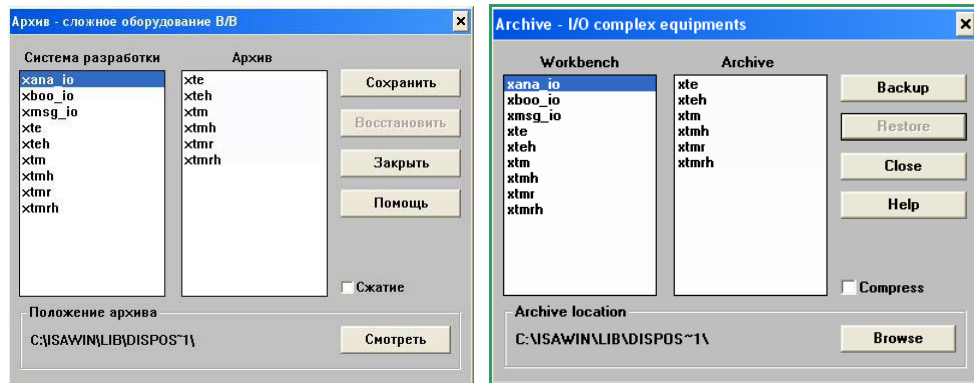 Архив - сложное оборудование В/В
Система разработки
Архив
xana_io
xboo_io
xmsg_io
xte
xteh
xtm
xtmh
xtmr
xtmrh
xte
xteh
xtm
xtmh
xtmr
xtmrh
Сохранить
Восстановить
Закрыть
Помощь
Сжатие
Положение архива
C:\ISAWIN\LIB\DISPOS~1\
Смотреть
Archive - I/O complex equipments
Workbench
Archive
xana_io
xboo_io
xmsg_io
xte
xteh
xtm
xtmh
xtmr
xtmrh
xte
xteh
xtm
xtmh
xtmr
xtmrh
Backup
Restore
Close
Help
Compress
Archive location
C:\ISAWIN\LIB\DISPOS~1\
Browse